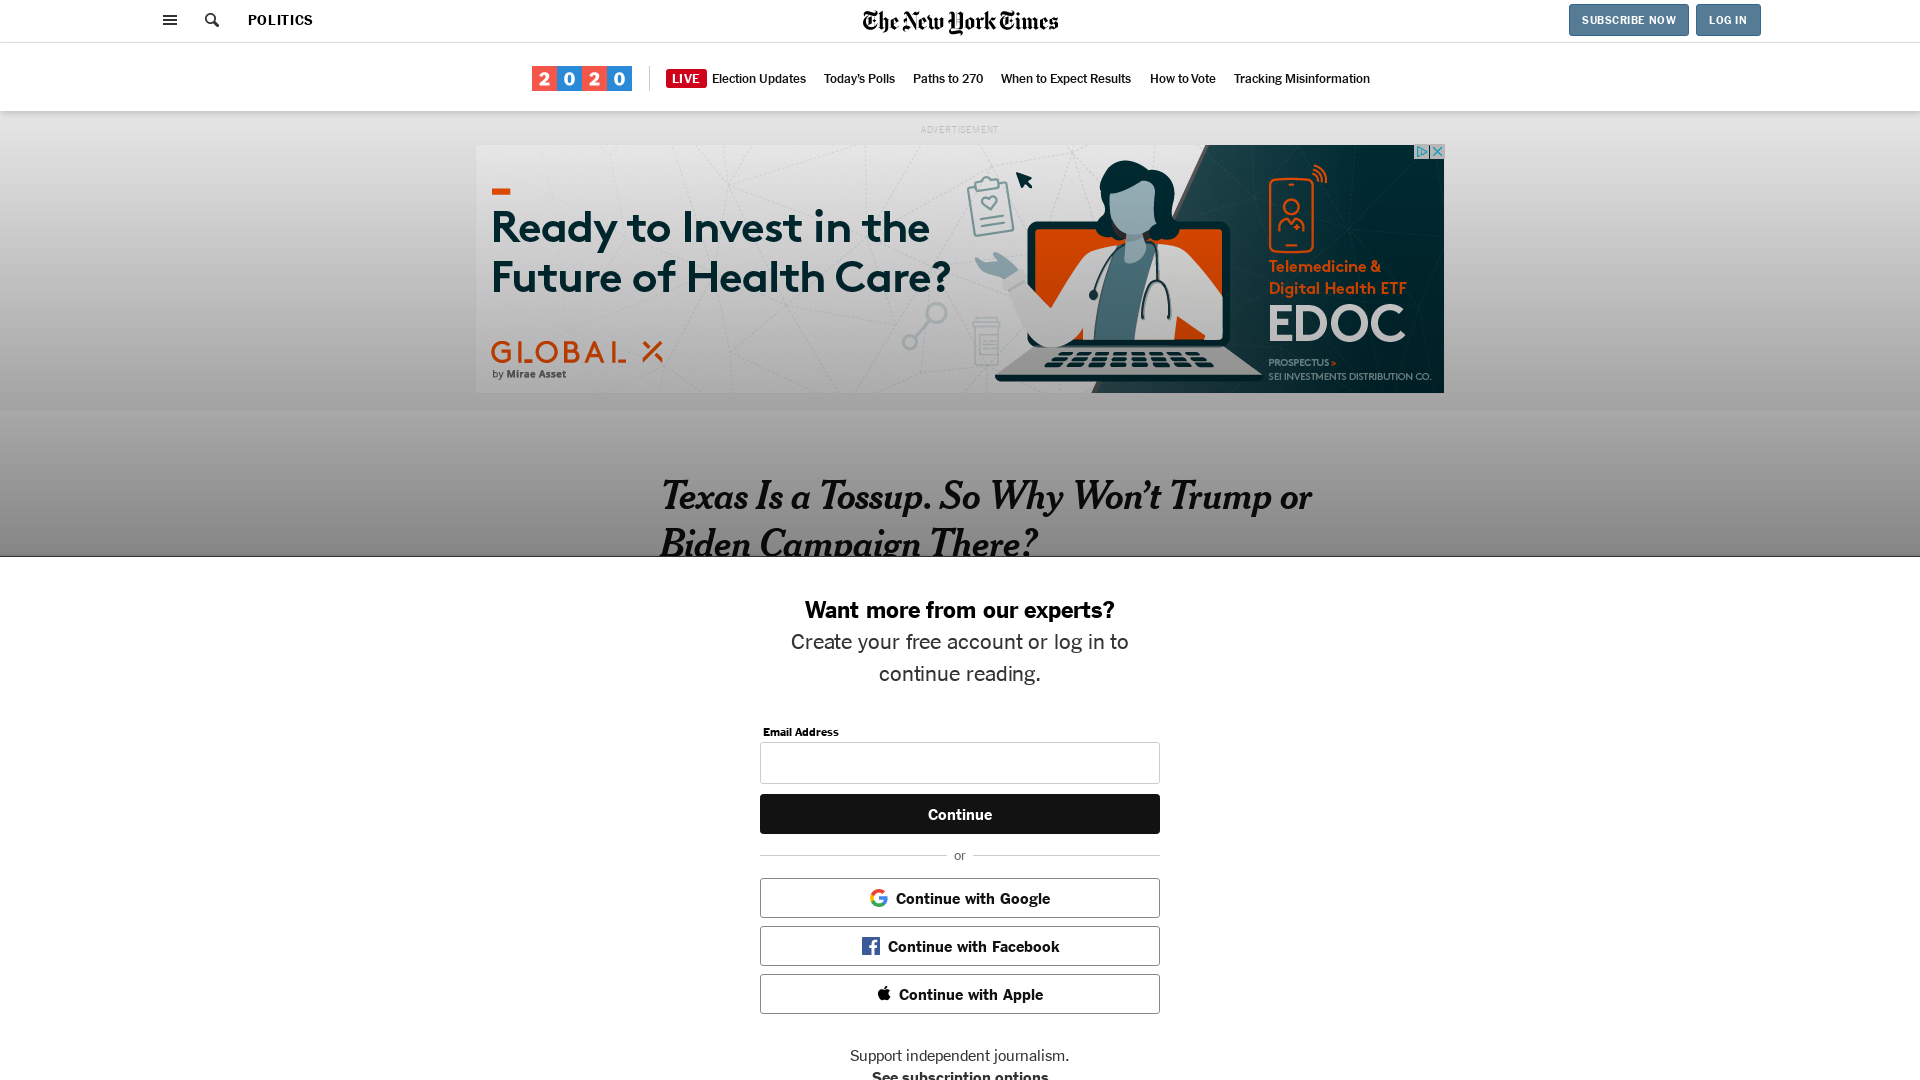 POLITICS
The New York Times
SUBSCRIBE NOW
LOG IN
2020
LIVE Election Updates
Today's Polls
Paths to 270
When to Expect Results
How to Vote
Tracking Misinformation
ADVERTISEMENT
Ready to Invest in the
Future of Health Care?
GLOBAL X
by Mirae Asset
Telemedicine &
Digital Health ETF
EDOC
PROSPECTUS >
SEI INVESTMENTS DISTRIBUTION CO.
Texas Is a Tossup. So Why Won't Trump or
Biden Campaign There?
Want more from our experts?
Create your free account or log in to
continue reading.
Email Address
Continue
or
Continue with Google
Continue with Facebook
Continue with Apple
Support independent journalism.
See subscription options